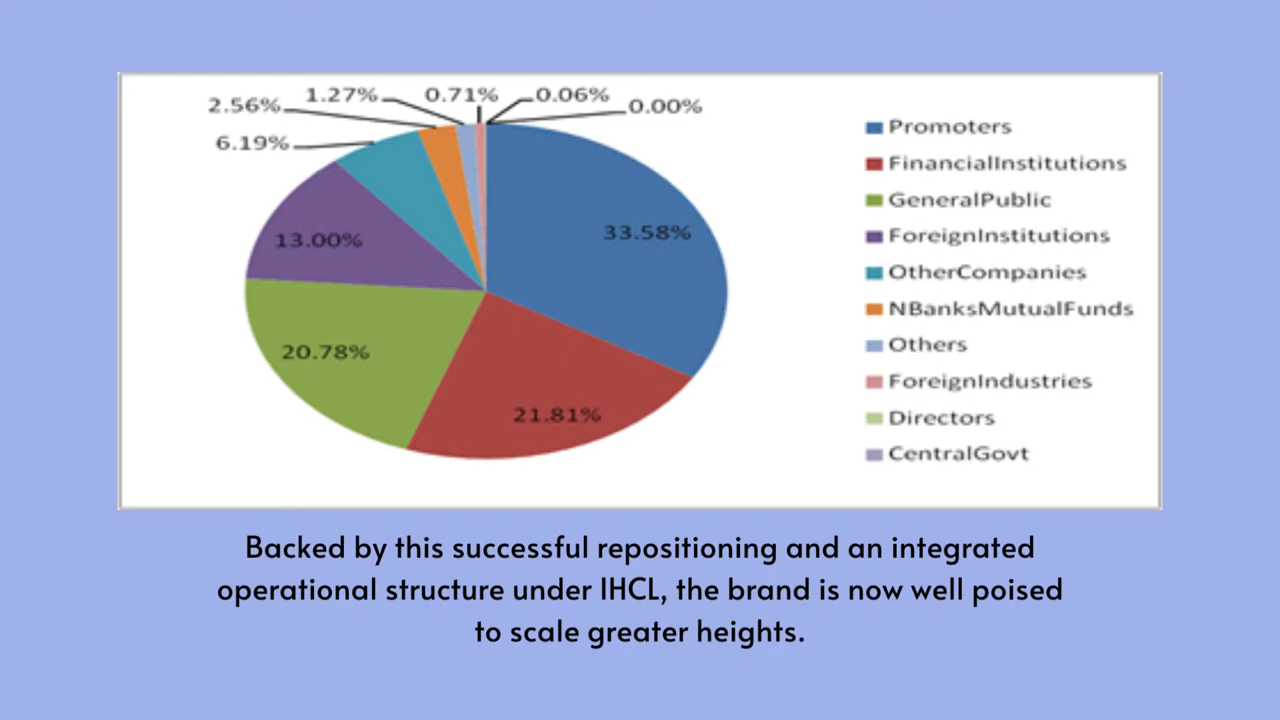 2.56%
1.27%
0.71%
0.06%
0.00%
6.19%
33.58%
13.00%
20.78%
21.81%
Promoters
FinancialInstitutions
GeneralPublic
ForeignInstitutions
OtherCompanies
NBanksMutualFunds
Others
ForeignIndustries
Directors
CentralGovt
Backed by this successful repositioning and an integrated
operational structure under IHCL, the brand is now well poised
to scale greater heights.